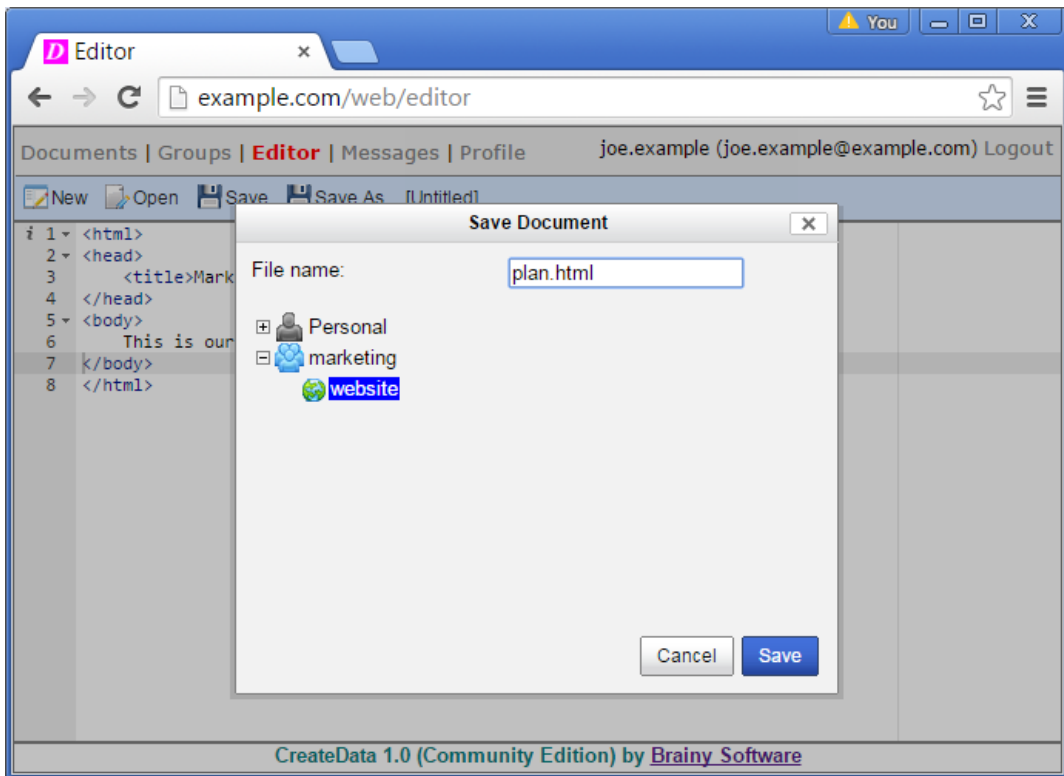 You
D Editor ×
example.com/web/editor
Documents | Groups | Editor | Messages | Profile joe.example (joe.example@example.com) Logout
New Open Save Save As [Untitled]
Save Document
File name: plan.html
Personal
marketing
website
i 1 <html>
2 <head>
3 <title>Mark
4 </head>
5 <body>
6 This is our
7 </body>
8 </html>
Cancel Save
CreateData 1.0 (Community Edition) by Brainy Software